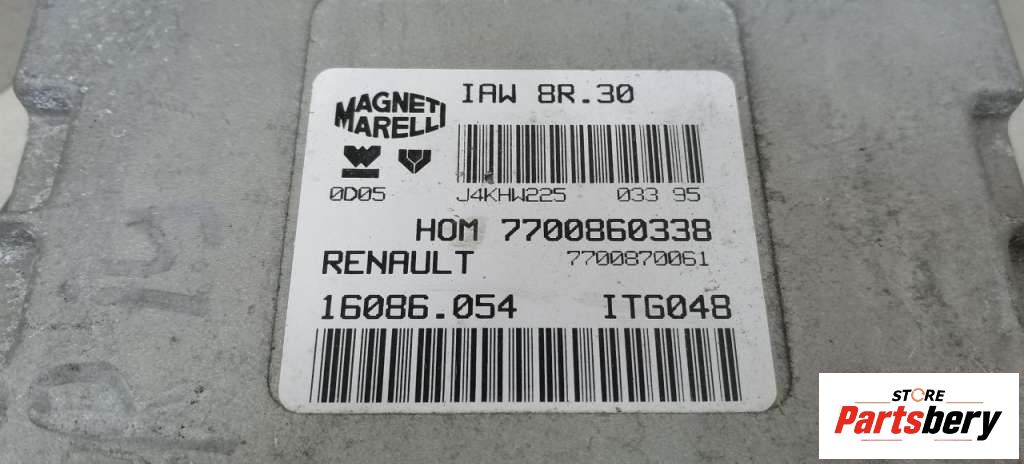 IAW 8R.30
MAGNETI
MARELLI
0D05
J4KHW225 033 95
HOM 7700860338
RENAULT 7700870061
16086.054 ITG048
STORE
Partsbery